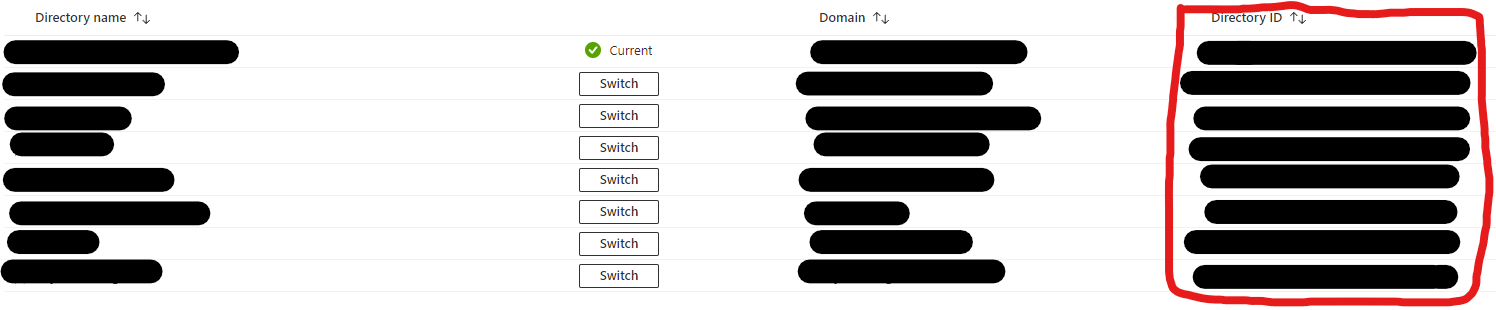 Directory name ↑↓ Domain ↑↓ Directory ID ↑↓
Current
Switch
Switch
Switch
Switch
Switch
Switch
Switch